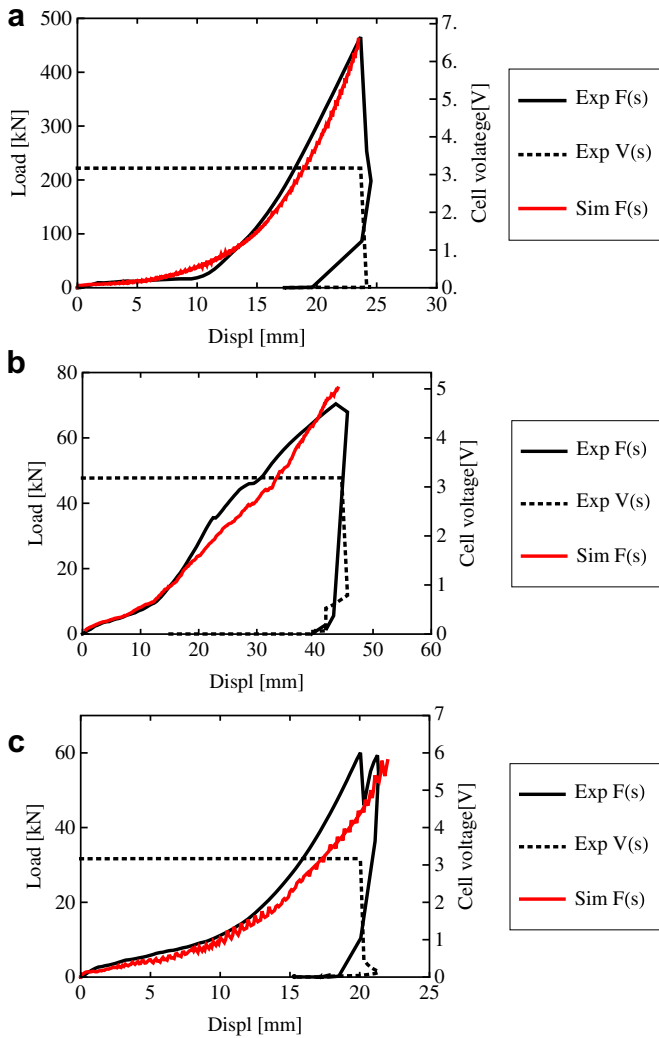 a
500
400
300
200
100
0
Load [kN]
7.
6
5
4
3
2
1
0.
Cell volatege[V]
0
5
10
15
20
25
30
Displ [mm]
Exp F(s)
Exp V(s)
Sim F(s)
b
80
60
40
20
0
Load [kN]
5
4
3
2
1
0
Cell voltage[V]
0
10
20
30
40
50
60
Displ [mm]
Exp F(s)
Exp V(s)
Sim F(s)
c
60
40
20
0
Load [kN]
7
6
5
4
3
2
1
0
Cell voltage[V]
0
5
10
15
20
25
Displ [mm]
Exp F(s)
Exp V(s)
Sim F(s)